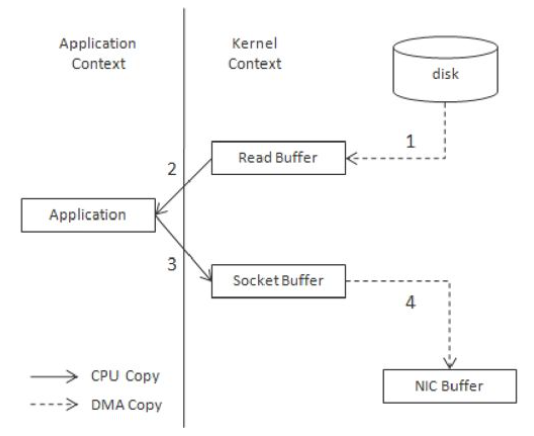 Application
Context
Kernel
Context
disk
1
Read Buffer
2
Application
3
Socket Buffer
4
CPU Copy
NIC Buffer
DMA Copy